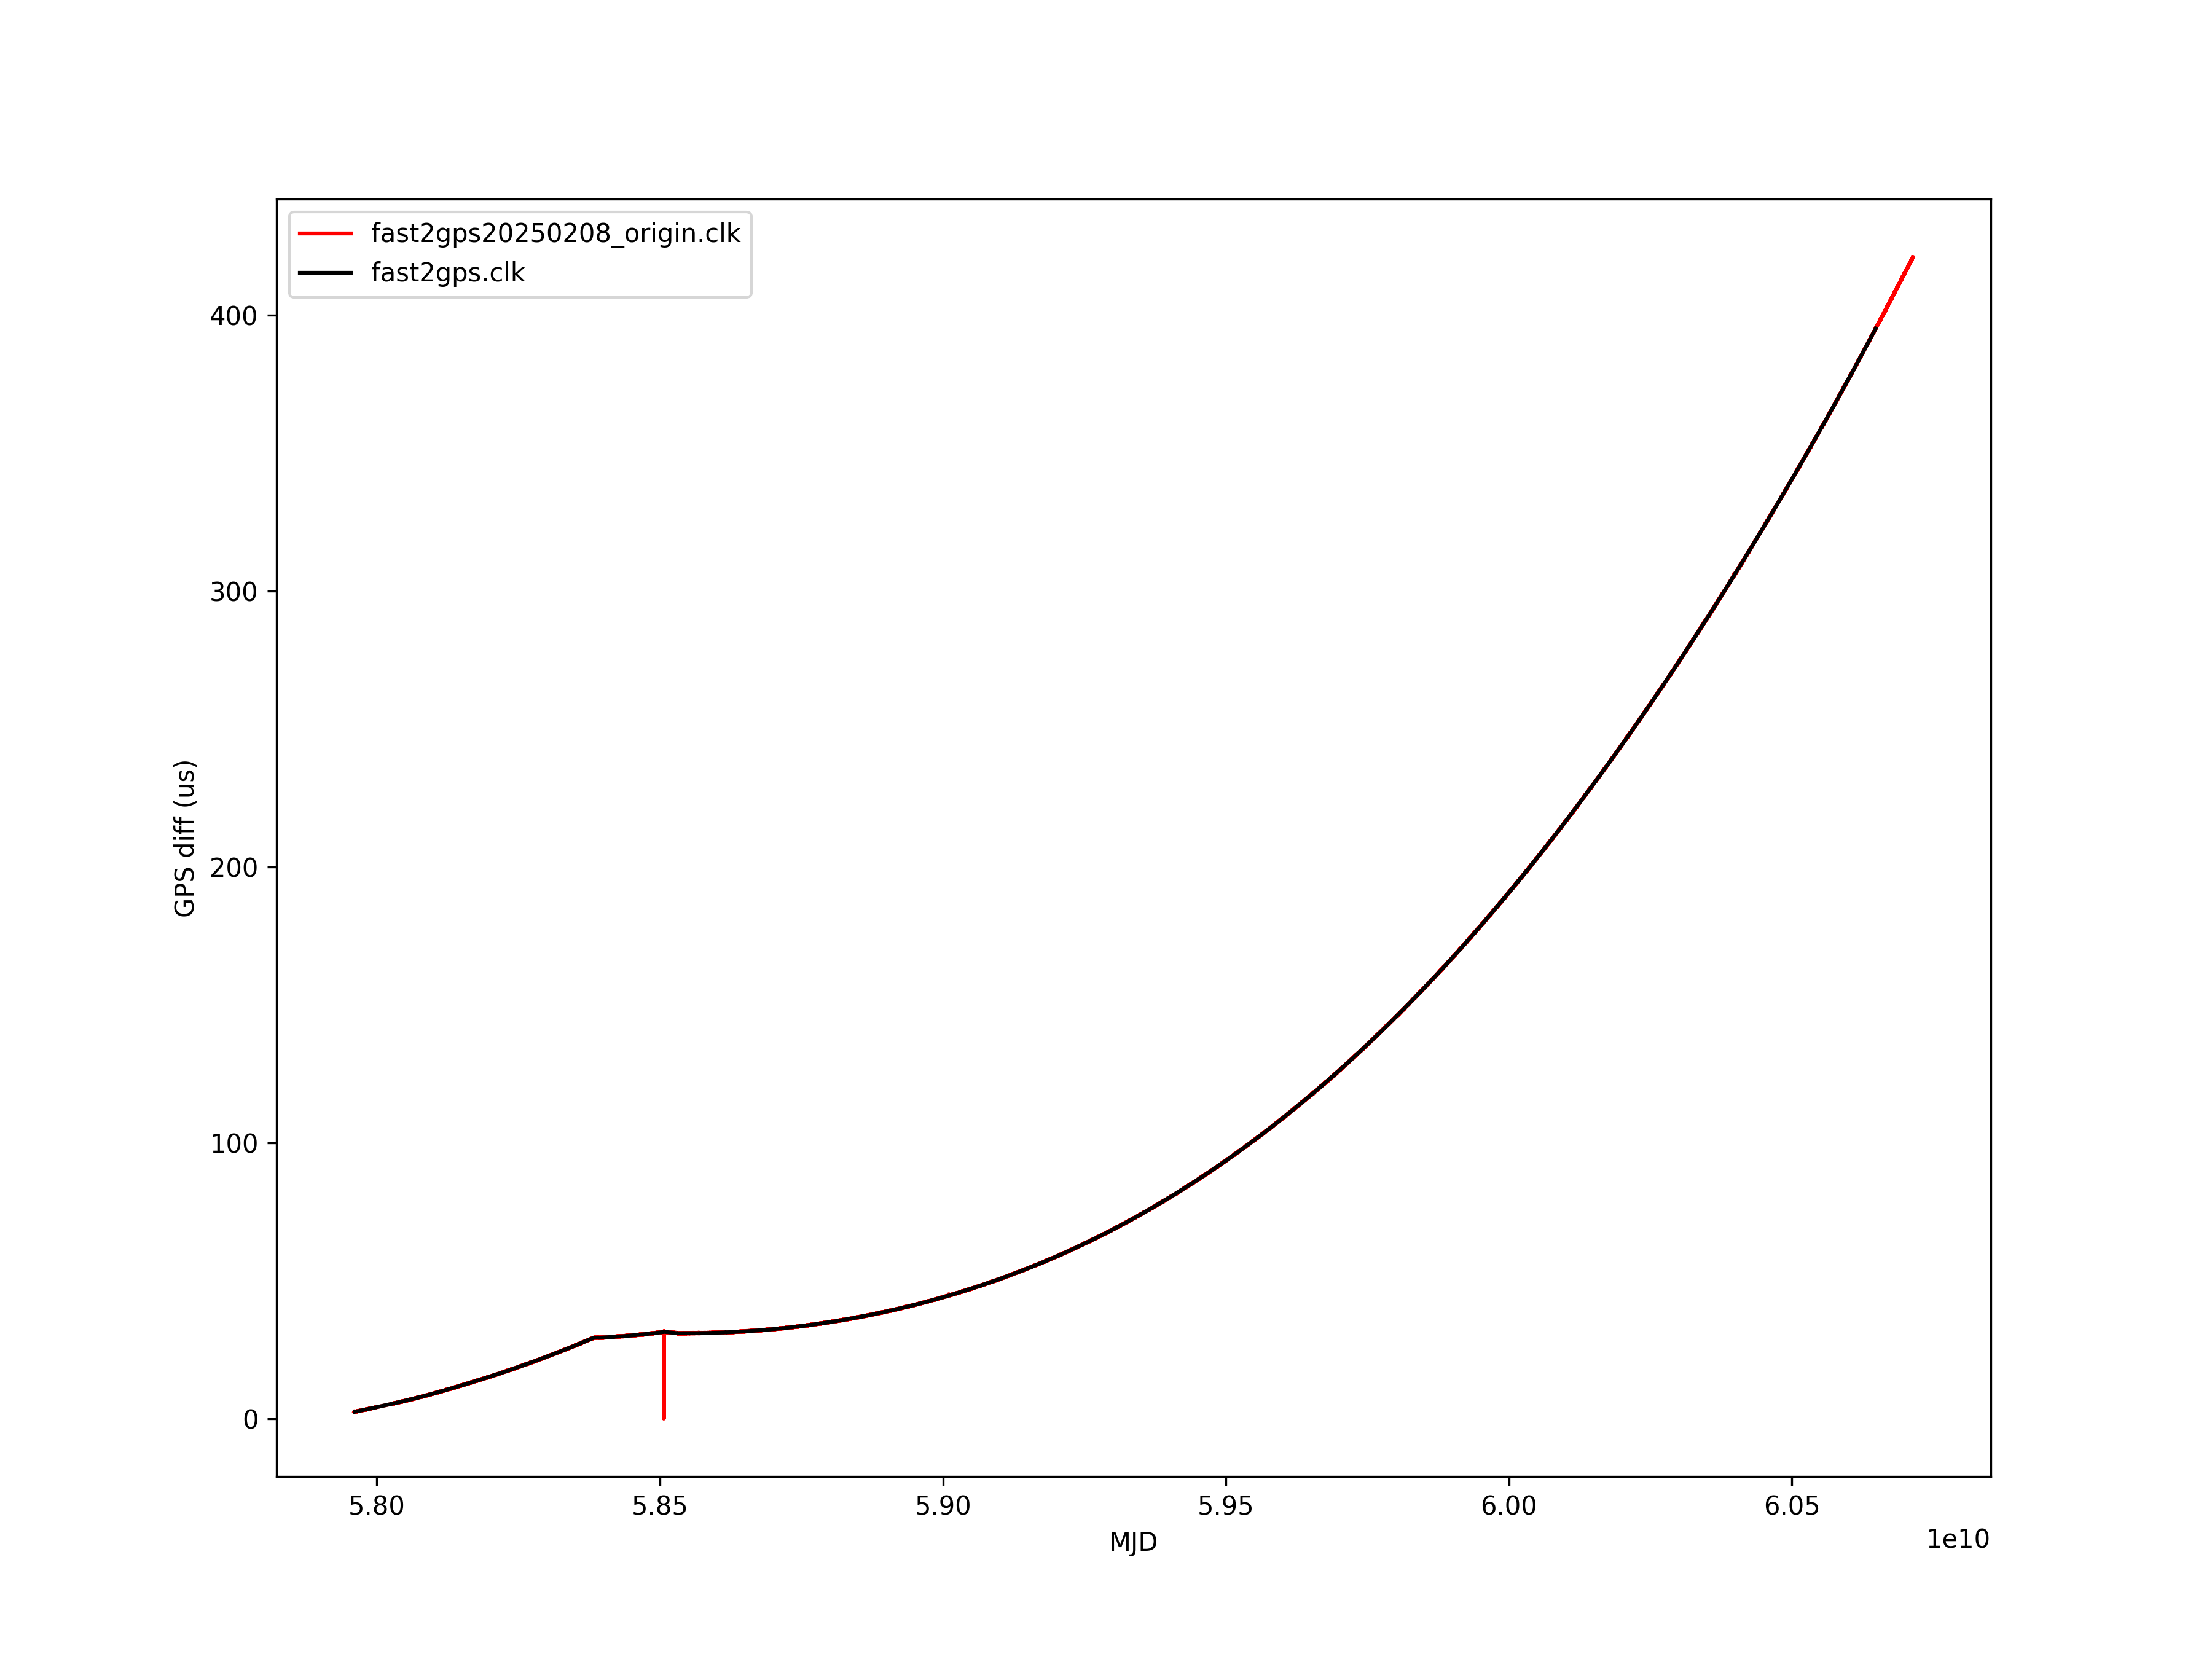 fast2gps20250208_origin.clk
fast2gps.clk
400
300
200
100
0
GPS diff (us)
5.80 5.85 5.90 5.95 6.00 6.05
1e10
MJD